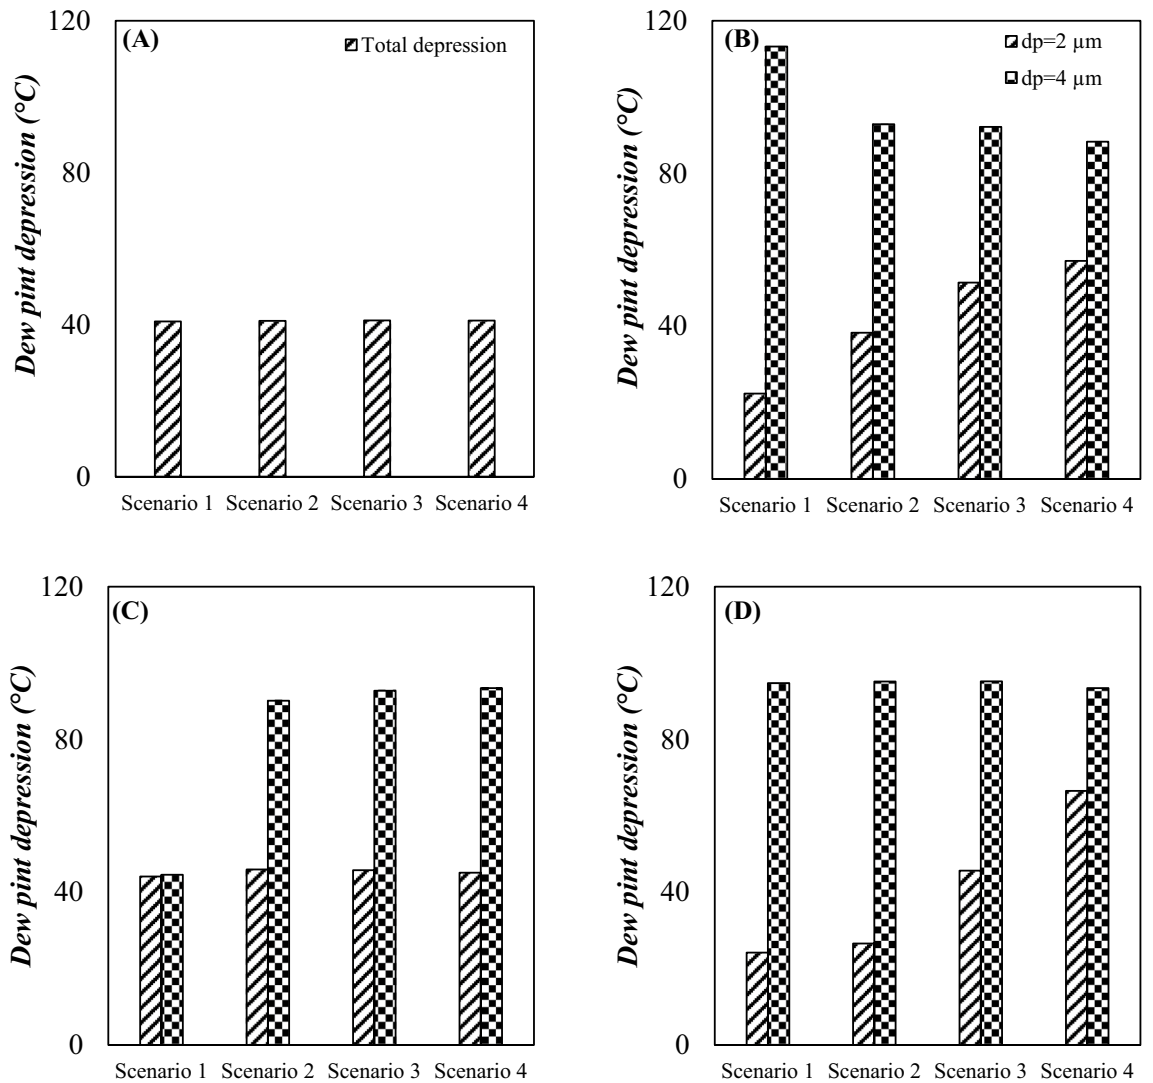 120
(A)
Total depression
Dew pint depression (°C)
80
40
0
Scenario 1 Scenario 2 Scenario 3 Scenario 4
120
(B)
dp=2 µm
dp=4 µm
Dew pint depression (°C)
80
40
0
Scenario 1 Scenario 2 Scenario 3 Scenario 4
120
(C)
Dew pint depression (°C)
80
40
0
Scenario 1 Scenario 2 Scenario 3 Scenario 4
120
(D)
Dew pint depression (°C)
80
40
0
Scenario 1 Scenario 2 Scenario 3 Scenario 4